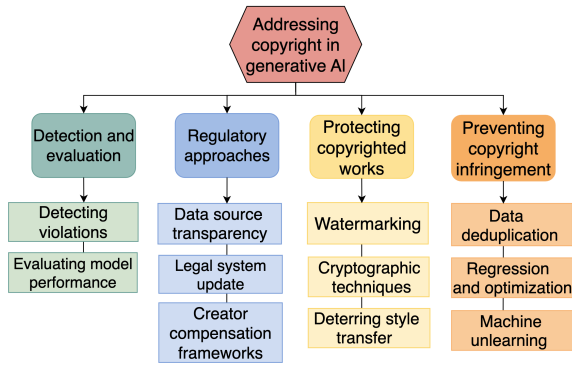 Addressing
copyright in
generative AI
Detection and
evaluation
Regulatory
approaches
Protecting
copyrighted
works
Preventing
copyright
infringement
Detecting
violations
Evaluating model
performance
Data source
transparency
Legal system
update
Creator
compensation
frameworks
Watermarking
Cryptographic
techniques
Deterring style
transfer
Data
deduplication
Regression
and optimization
Machine
unlearning